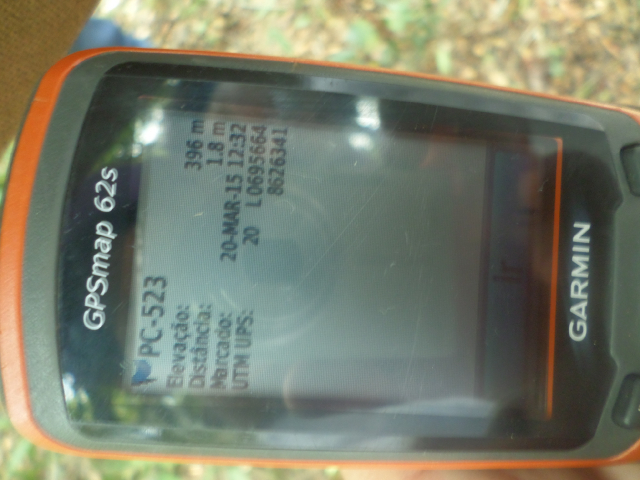 GPSmap 62s
PC-523
Elevação: 396 m
Distância: 1.8 m
Marcado: 20-MAR-15 12:32
UTM UPS: 20 L 0695664
8626341
Ir
GARMIN